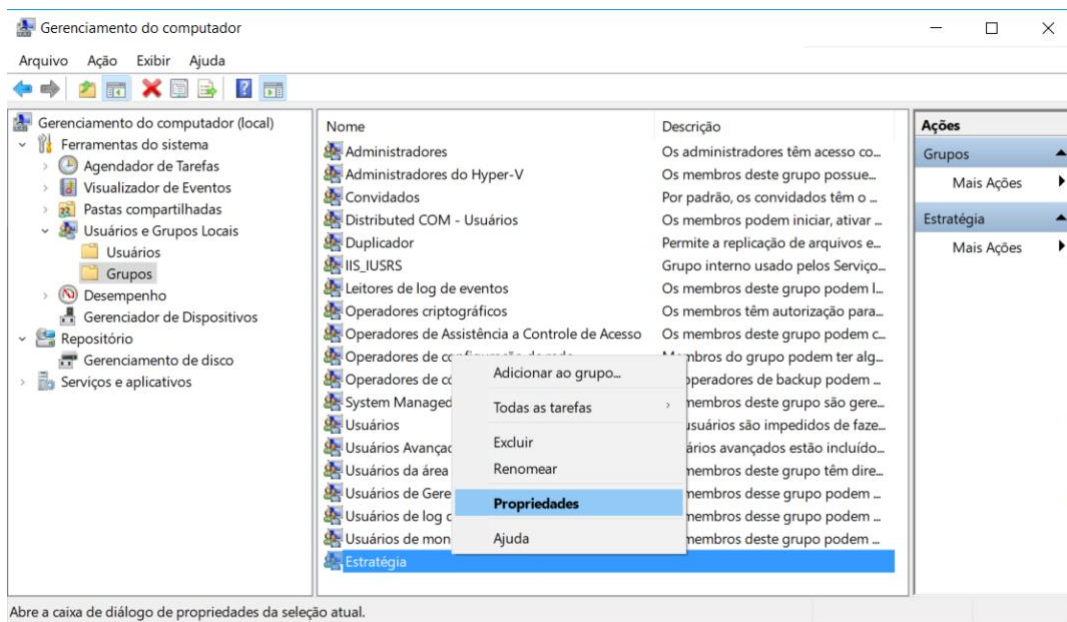 Gerenciamento do computador
Arquivo Ação Exibir Ajuda
Gerenciamento do computador (local)
Ferramentas do sistema
Agendador de Tarefas
Visualizador de Eventos
Pastas compartilhadas
Usuários e Grupos Locais
Usuários
Grupos
Desempenho
Gerenciador de Dispositivos
Repositório
Gerenciamento de disco
Serviços e aplicativos
Nome Descrição
Administradores Os administradores têm acesso co...
Administradores do Hyper-V Os membros deste grupo possue...
Convidados Por padrão, os convidados têm o ...
Distributed COM - Usuários Os membros podem iniciar, ativar ...
Duplicador Permite a replicação de arquivos e...
IIS_IUSRS Grupo interno usado pelos Serviço...
Leitores de log de eventos Os membros deste grupo podem l...
Operadores criptográficos Os membros têm autorização para...
Operadores de Assistência a Controle de Acesso Os membros deste grupo podem c...
Operadores de configuração de rede Membros do grupo podem ter alg...
Operadores de operadores de backup podem ...
System Managed membros deste grupo são gere...
Usuários usuários são impedidos de faze...
Usuários avançados estão incluído...
Usuários da área membros deste grupo têm dire...
Usuários de Gere membros desse grupo podem ...
Usuários de log membros desse grupo podem ...
Usuários de mon membros deste grupo podem ...
Estratégia
Adicionar ao grupo...
Todas as tarefas
Excluir
Renomear
Propriedades
Ajuda
Ações
Grupos
Mais Ações
Estratégia
Mais Ações
Abre a caixa de diálogo de propriedades da seleção atual.